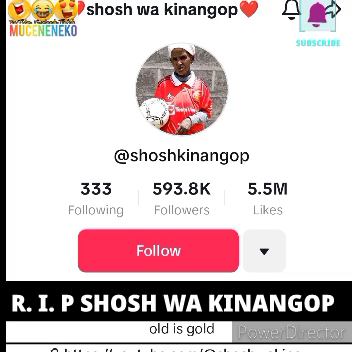 shosh wa kinangop
MUCENENEKO
SUBSCRIBE
@shoshkinangop
333 593.8K 5.5M
Following Followers Likes
Follow
R. I. P SHOSH WA KINANGOP
old is gold
PowerDirector